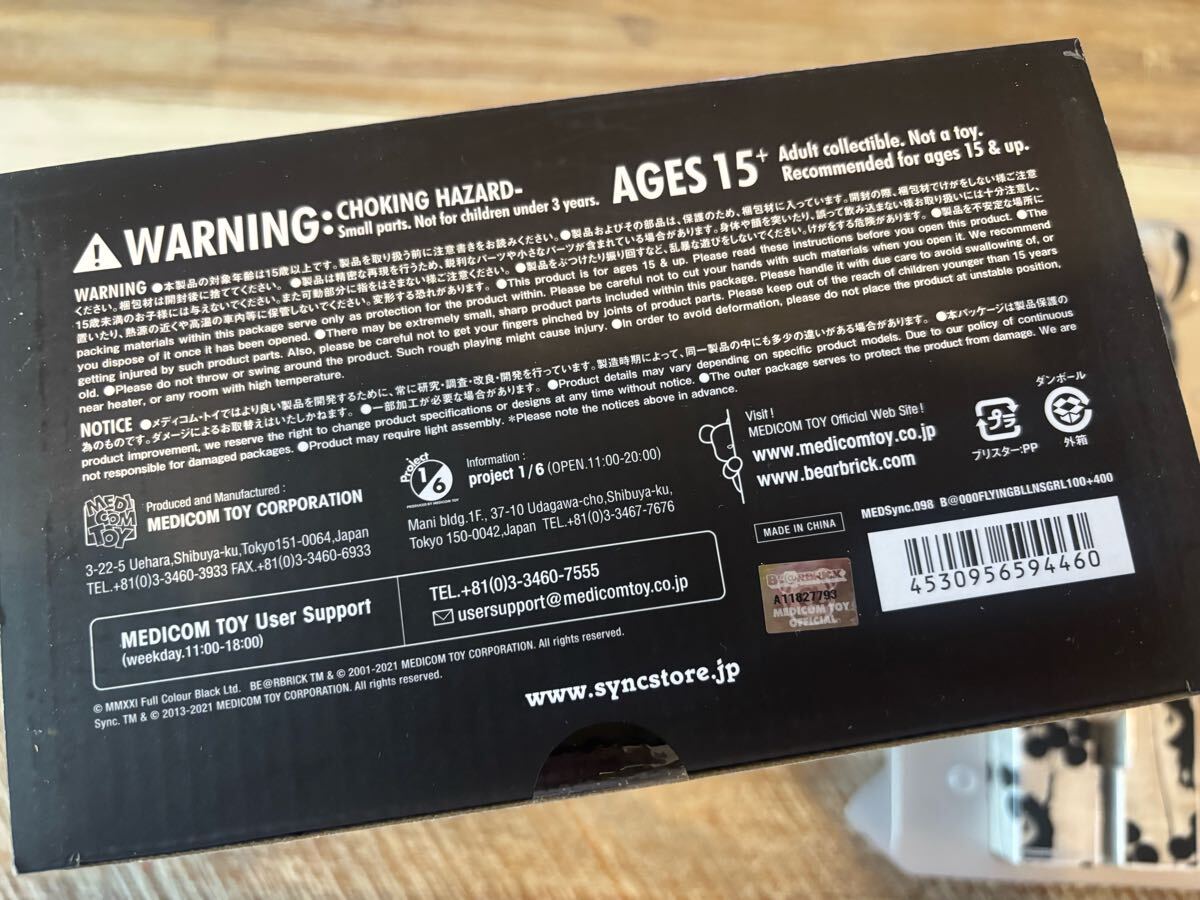 WARNING: CHOKING HAZARD-
Small parts. Not for children under 3 years.
AGES 15+ Adult collectible. Not a toy.
Recommended for ages 15 & up.
WARNING ●本製品の対象年齢は15歳以上です。製品を取り扱う前に注意書きをお読みください。●製品およびその部品は、保護のため、梱包材に入っています。開封の際、梱包材でけがをしない様ご注意
ください。梱包材は開封後に捨ててください。●製品は精密な再現を行うため、鋭利なパーツや小さなパーツが含まれている場合があります。身体や顔を突いたり、誤って飲み込まない様お取り扱いには十分注意し、
15歳未満のお子様には与えないでください。また可動部分に指をはさまない様ご注意ください。●製品をぶつけたり振り回すなど、乱暴な遊びをしないでください。けがをする危険があります。●製品を不安定な場所に
置いたり、熱源の近くや高温の車内等に保管しないでください。変形する恐れがあります。●This product is for ages 15 & up. Please read these instructions before you open this product. ●The
packing materials within this package serve only as protection for the product within. Please be careful not to cut your hands with such materials when you open it. We recommend
you dispose of it once it has been opened. ●There may be extremely small, sharp product parts included within this package. Please handle it with due care to avoid swallowing of, or
getting injured by such product parts. Also, please be careful not to get your fingers pinched by joints of product parts. Please keep out of the reach of children younger than 15 years
old. ●Please do not throw or swing around the product. Such rough playing might cause injury. ●In order to avoid deformation, please do not place the product at unstable position,
near heater, or any room with high temperature.
NOTICE ●メディコム・トイではより良い製品を開発するために、常に研究・調査・改良・開発を行っています。製造時期によって、同一製品の中にも多少の違いがある場合があります。●本パッケージは製品保護の
為のものです。ダメージによるお取替えはいたしかねます。●一部加工が必要な場合があります。●Product details may vary depending on specific product models. Due to our policy of continuous
product improvement, we reserve the right to change product specifications or designs at any time without notice. ●The outer package serves to protect the product from damage. We are
not responsible for damaged packages. ●Product may require light assembly. *Please note the notices above in advance.
MEDI
COM
TOY
Produced and Manufactured :
MEDICOM TOY CORPORATION
3-22-5 Uehara,Shibuya-ku,Tokyo151-0064,Japan
TEL.+81(0)3-3460-3933 FAX.+81(0)3-3460-6933
Project
1/6
PRODUCED BY MEDICOM TOY
Information :
project 1/6 (OPEN.11:00-20:00)
Mani bldg.1F., 37-10 Udagawa-cho,Shibuya-ku,
Tokyo 150-0042,Japan TEL.+81(0)3-3467-7676
Visit !
MEDICOM TOY Official Web Site !
www.medicomtoy.co.jp
www.bearbrick.com
プラ
ブリスター:PP
ダンボール
外箱
MEDICOM TOY User Support
(weekday.11:00-18:00)
TEL.+81(0)3-3460-7555
usersupport@medicomtoy.co.jp
MADE IN CHINA
BE@RBRICK
A11827793
MEDICOM TOY
OFFICIAL
MEDSync.098 B@000FLYINGBLLNSGRL100+400
4530956594460
© MMXXI Full Colour Black Ltd. BE@RBRICK TM & © 2001-2021 MEDICOM TOY CORPORATION. All rights reserved.
Sync. TM & © 2013-2021 MEDICOM TOY CORPORATION. All rights reserved.
www.syncstore.jp